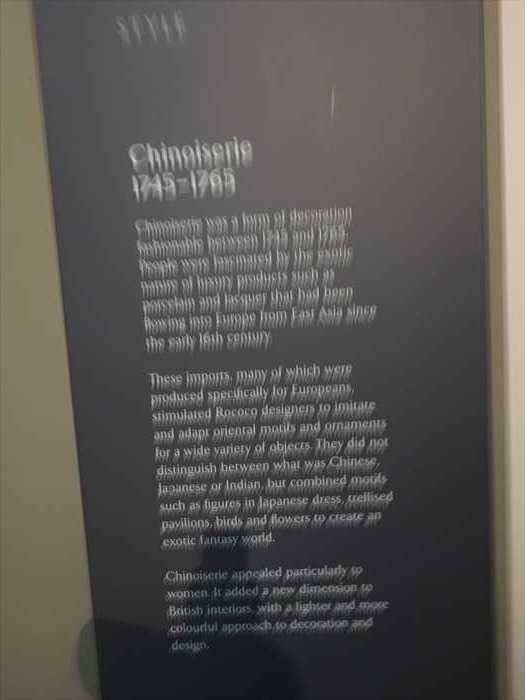 STYLE
Chinoiserie
1745–1765
Chinoiserie was a form of decoration
fashionable between 1745 and 1765.
People were fascinated by the exotic
nature of luxury products such as
porcelain and lacquer that had been
flowing into Europe from East Asia since
the early 16th century.
These imports, many of which were
produced specifically for Europeans,
stimulated Rococo designers to imitate
and adapt oriental motifs and ornaments
for a wide variety of objects. They did not
distinguish between what was Chinese,
Japanese or Indian, but combined motifs
such as figures in Japanese dress, trellised
pavilions, birds and flowers to create an
exotic fantasy world.
Chinoiserie appealed particularly to
women. It added a new dimension to
British interiors, with a lighter and more
colourful approach to decoration and
design.